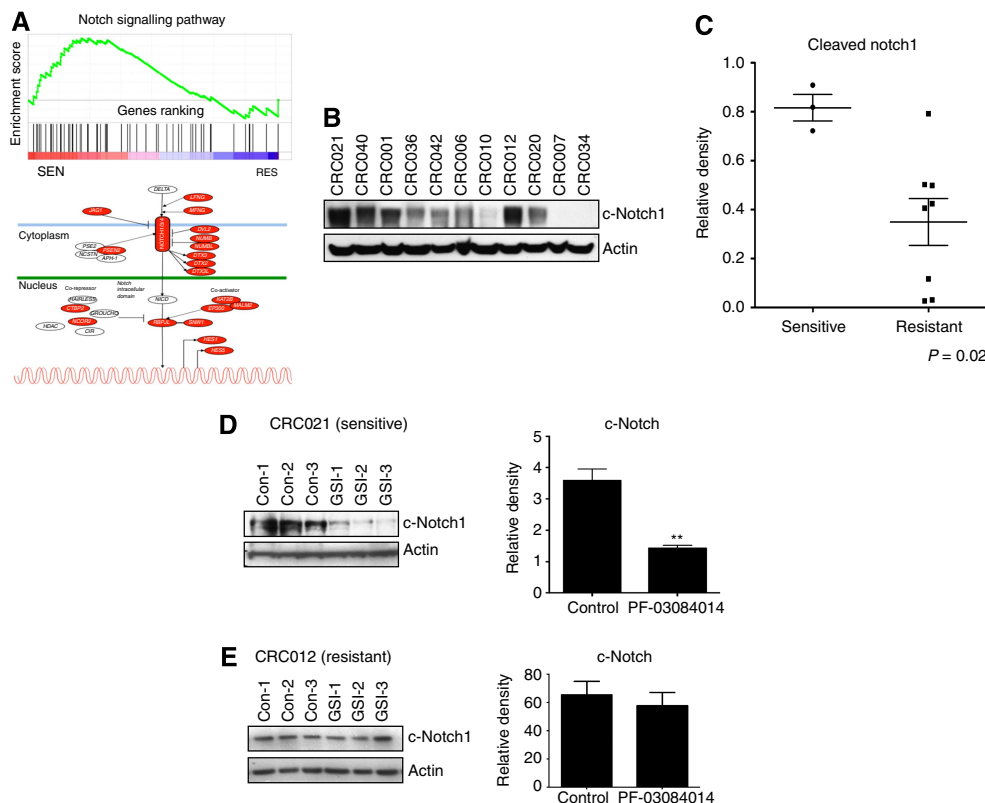 A
Notch signalling pathway
Enrichment score
Genes ranking
SEN
RES
DELTA
LFNG
MFNG
JAG1
Cytoplasm
NOTCH1/3/4
DVL2
NUMB
NUMBL
DTX3
DTX2
DTX3L
PSE2
PSEN2
NCSTN
APH-1
Nucleus
Co-repressor
Notch intracellular domain
Co-activator
HAIRLESS
NICD
KAT2B
CTBP2
GROUCHO
EP300
MALM2
NCOR2
HDAC
CIR
RBPJL
SNW1
HES1
HES5
B
CRC021
CRC040
CRC001
CRC036
CRC042
CRC006
CRC010
CRC012
CRC020
CRC007
CRC034
c-Notch1
Actin
C
Cleaved notch1
Relative density
1.0
0.8
0.6
0.4
0.2
0.0
Sensitive
Resistant
P = 0.02
D
CRC021 (sensitive)
Con-1
Con-2
Con-3
GSI-1
GSI-2
GSI-3
c-Notch1
Actin
c-Notch
Relative density
5
4
3
2
1
0
**
Control
PF-03084014
E
CRC012 (resistant)
Con-1
Con-2
Con-3
GSI-1
GSI-2
GSI-3
c-Notch1
Actin
c-Notch
Relative density
80
60
40
20
0
Control
PF-03084014